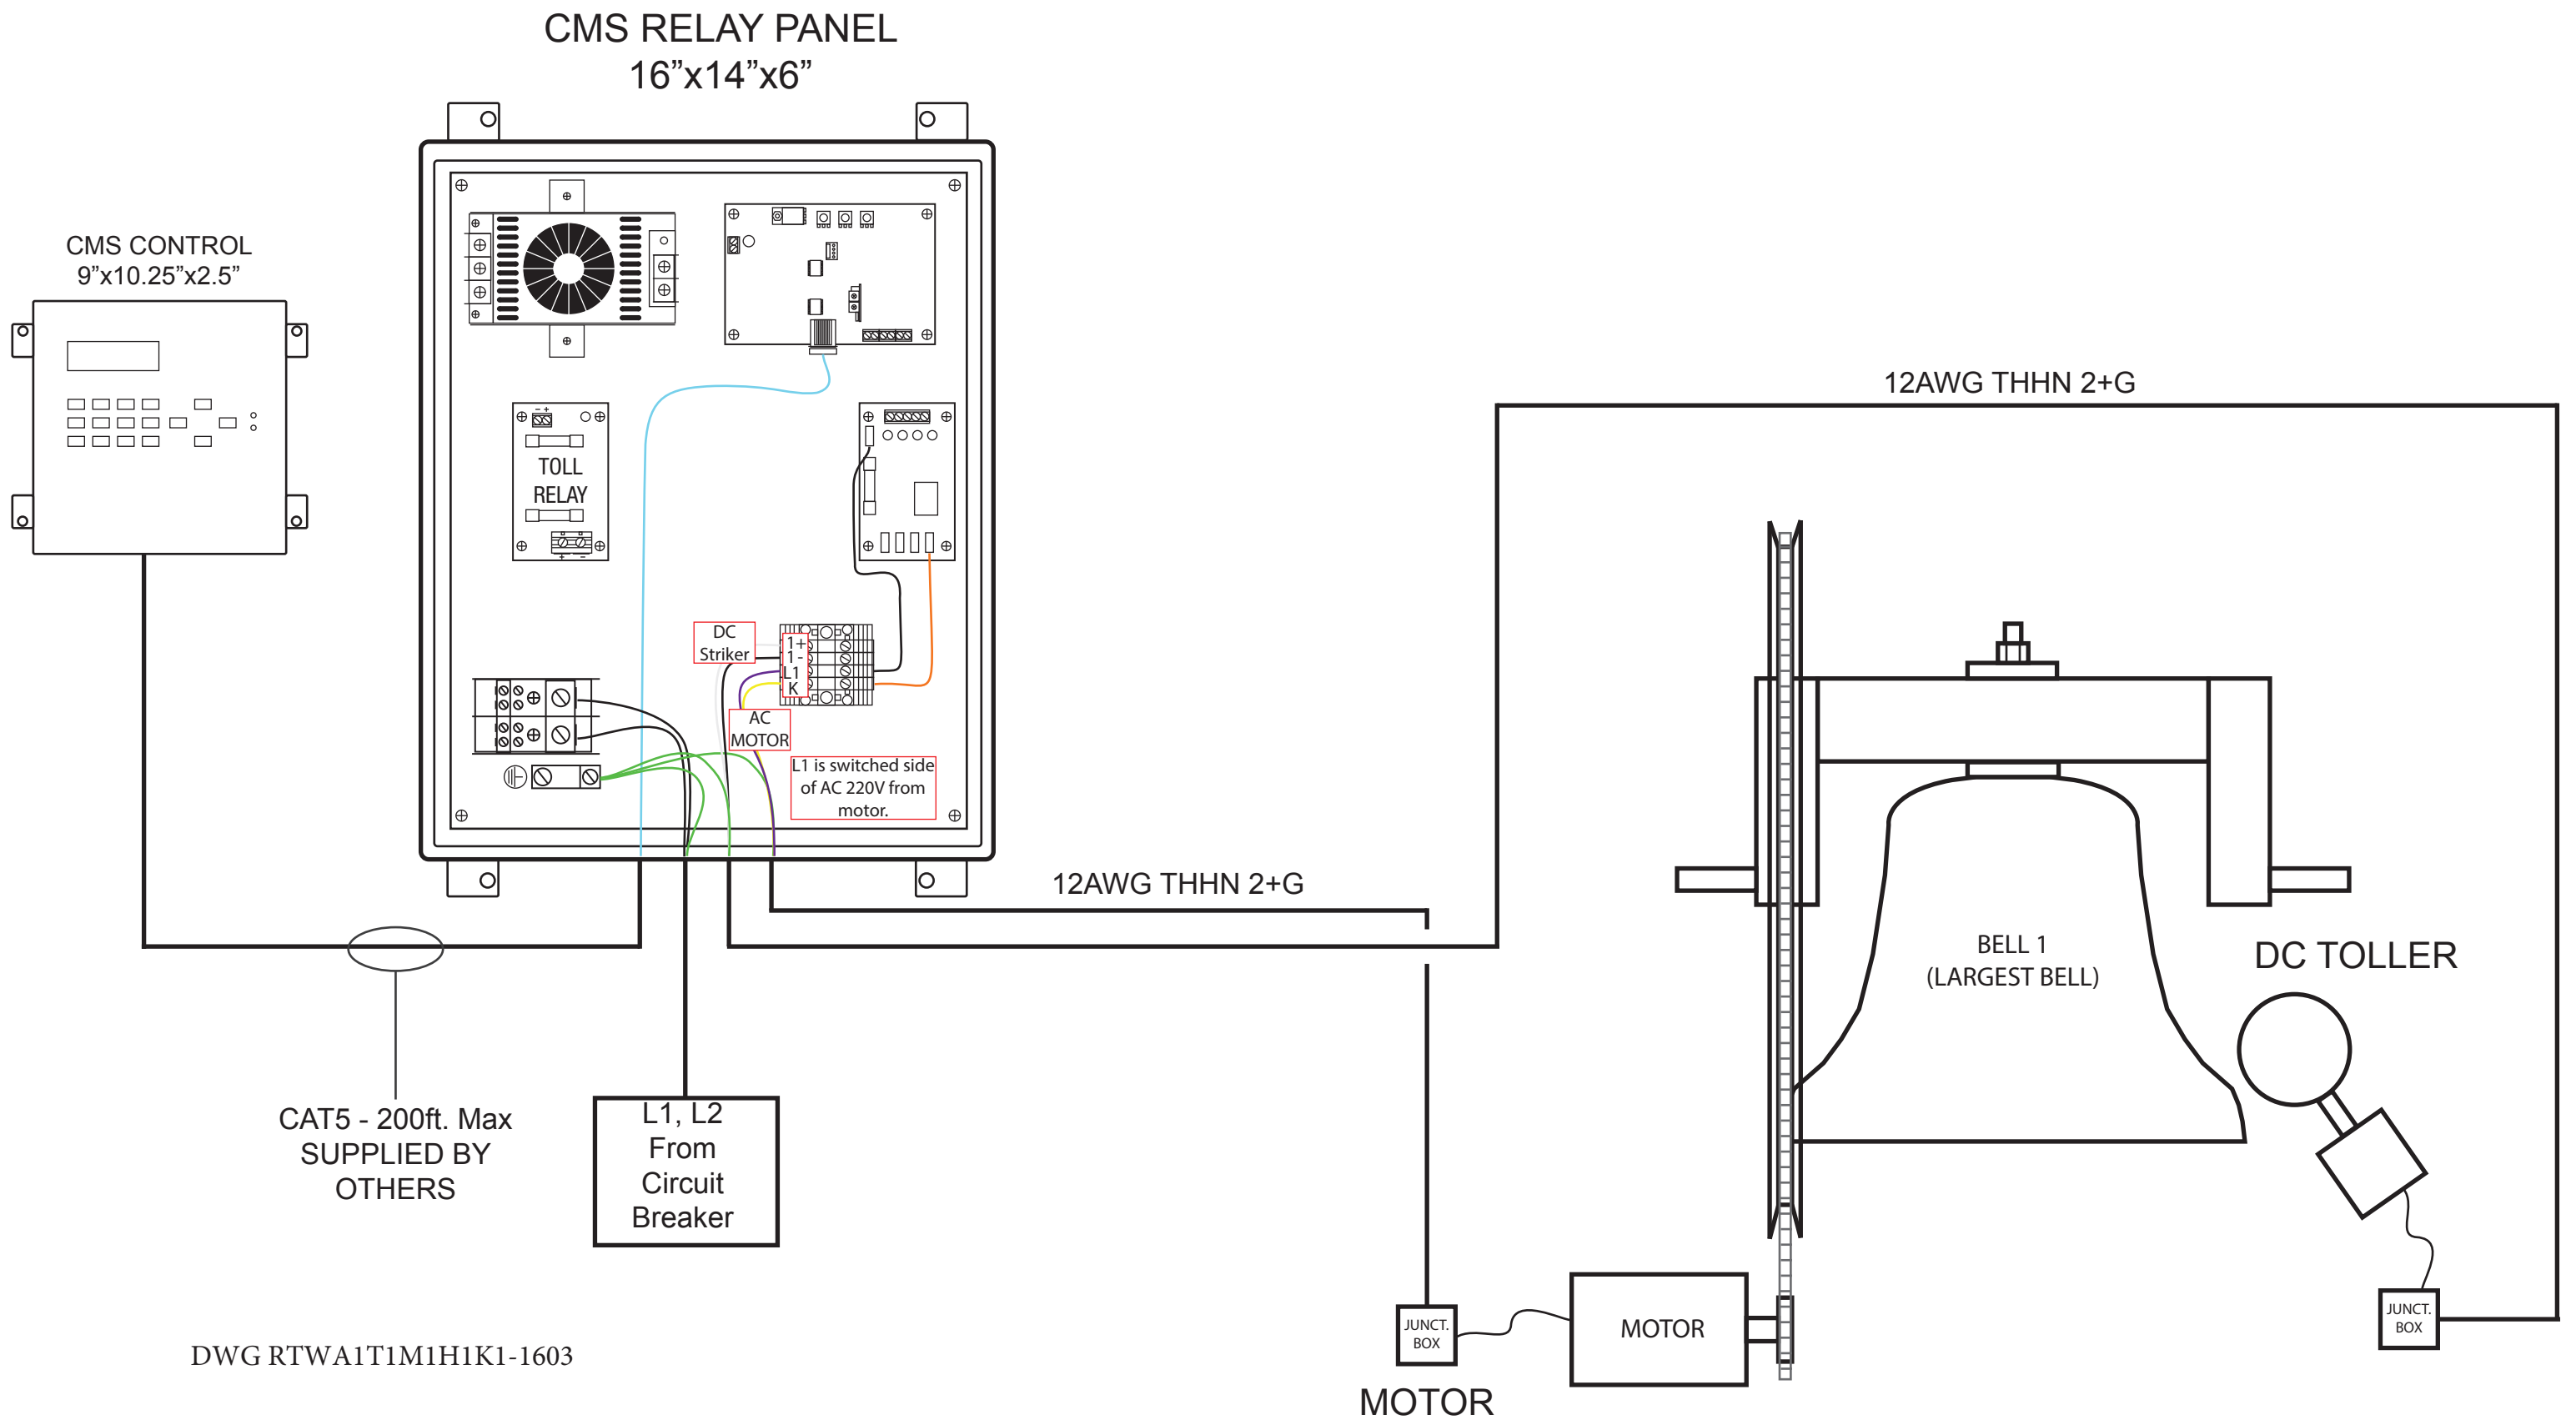 CMS RELAY PANEL
16”x14”x6”
CMS CONTROL
9”x10.25”x2.5”
- +
TOLL
RELAY
+ -
DC
Striker
1+
1-
L1
K
AC
MOTOR
L1 is switched side
of AC 220V from
motor.
12AWG THHN 2+G
12AWG THHN 2+G
BELL 1
(LARGEST BELL)
DC TOLLER
CAT5 - 200ft. Max
SUPPLIED BY
OTHERS
L1, L2
From
Circuit
Breaker
JUNCT.
BOX
MOTOR
JUNCT.
BOX
MOTOR
DWG RTWA1T1M1H1K1-1603